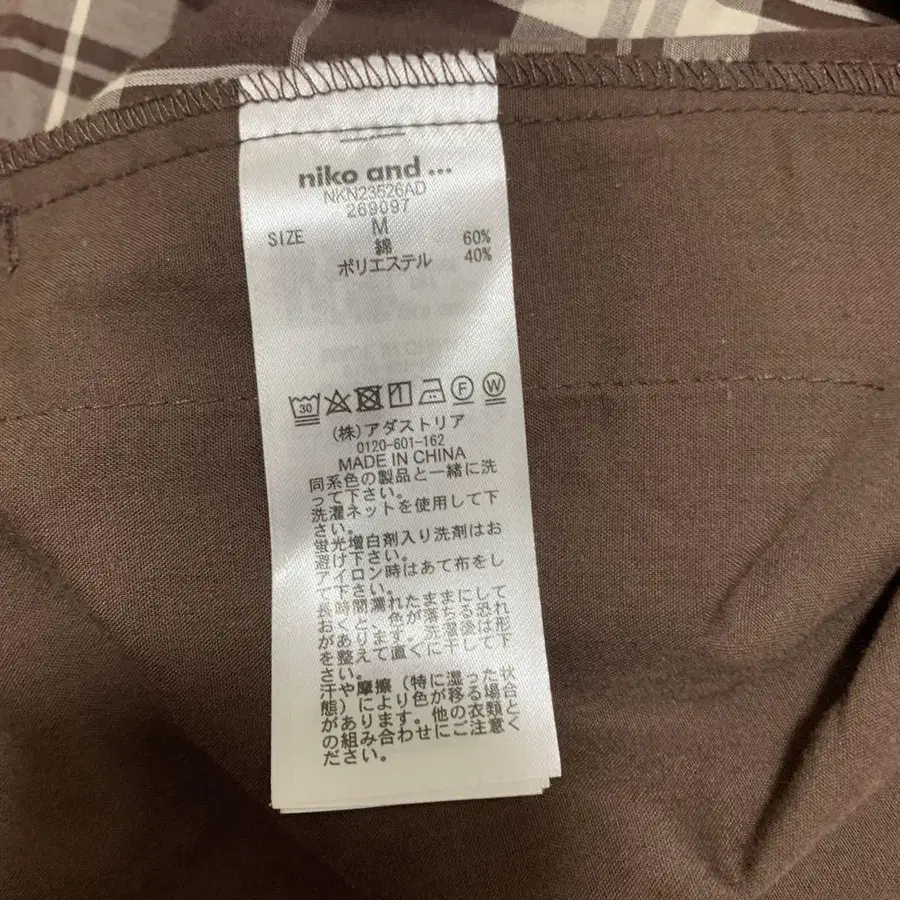 niko and ...
NKN23526AD
269097
SIZE M
綿 60%
ポリエステル 40%
30 F W
(株)アダストリア
0120-601-162
MADE IN CHINA
同系色の製品と一緒に洗
って下さい。
洗濯ネットを使用して下
さい。
蛍光増白剤入り洗剤はお
避け下さい。
アイロン時はあて布をし
て下さい。
長時間濡れたままにして
おくと、色が落ちる恐れ
があります。洗濯後は形
を整えて直ぐに干して下
さい。
汗や摩擦(特に湿った状
態)により色が移る場合
があります。他の衣類と
の組み合わせにご注意く
ださい。